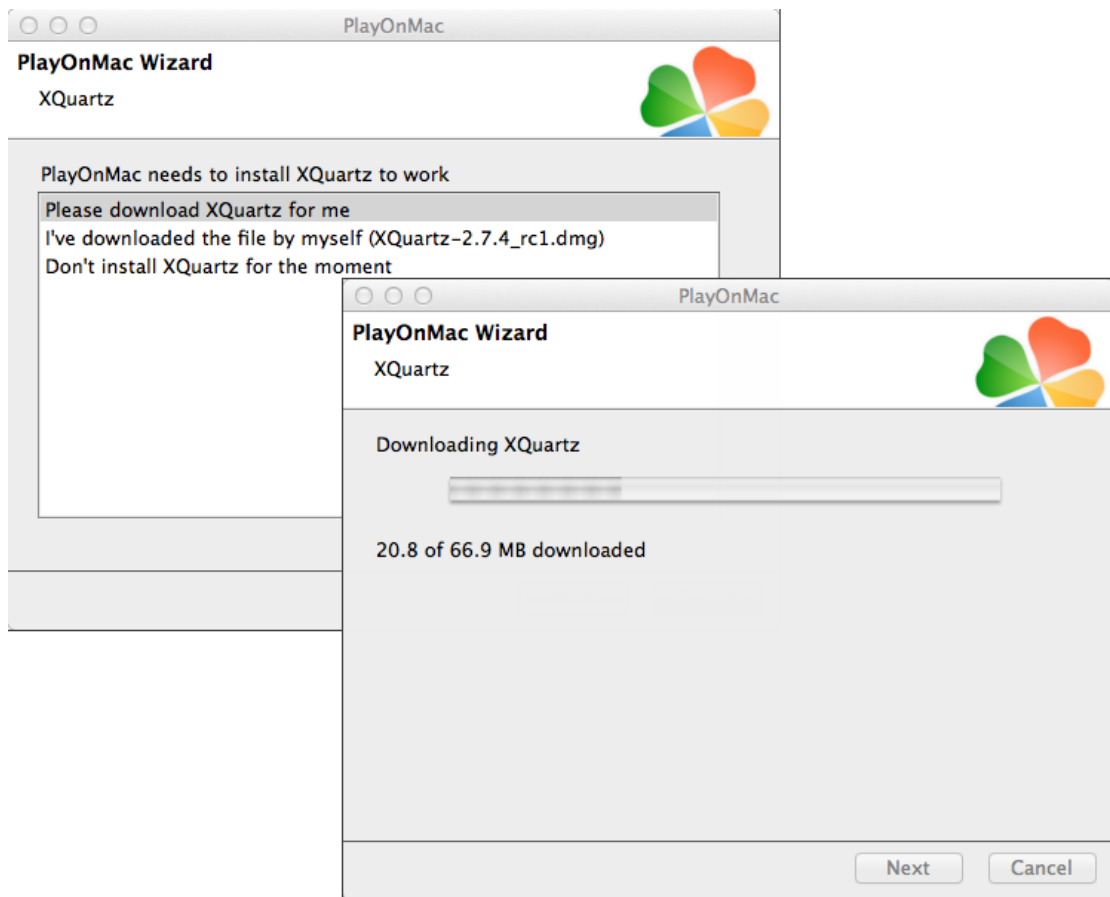 PlayOnMac
PlayOnMac Wizard
XQuartz
PlayOnMac needs to install XQuartz to work
Please download XQuartz for me
I've downloaded the file by myself (XQuartz-2.7.4_rc1.dmg)
Don't install XQuartz for the moment
PlayOnMac
PlayOnMac Wizard
XQuartz
Downloading XQuartz
20.8 of 66.9 MB downloaded
Next
Cancel